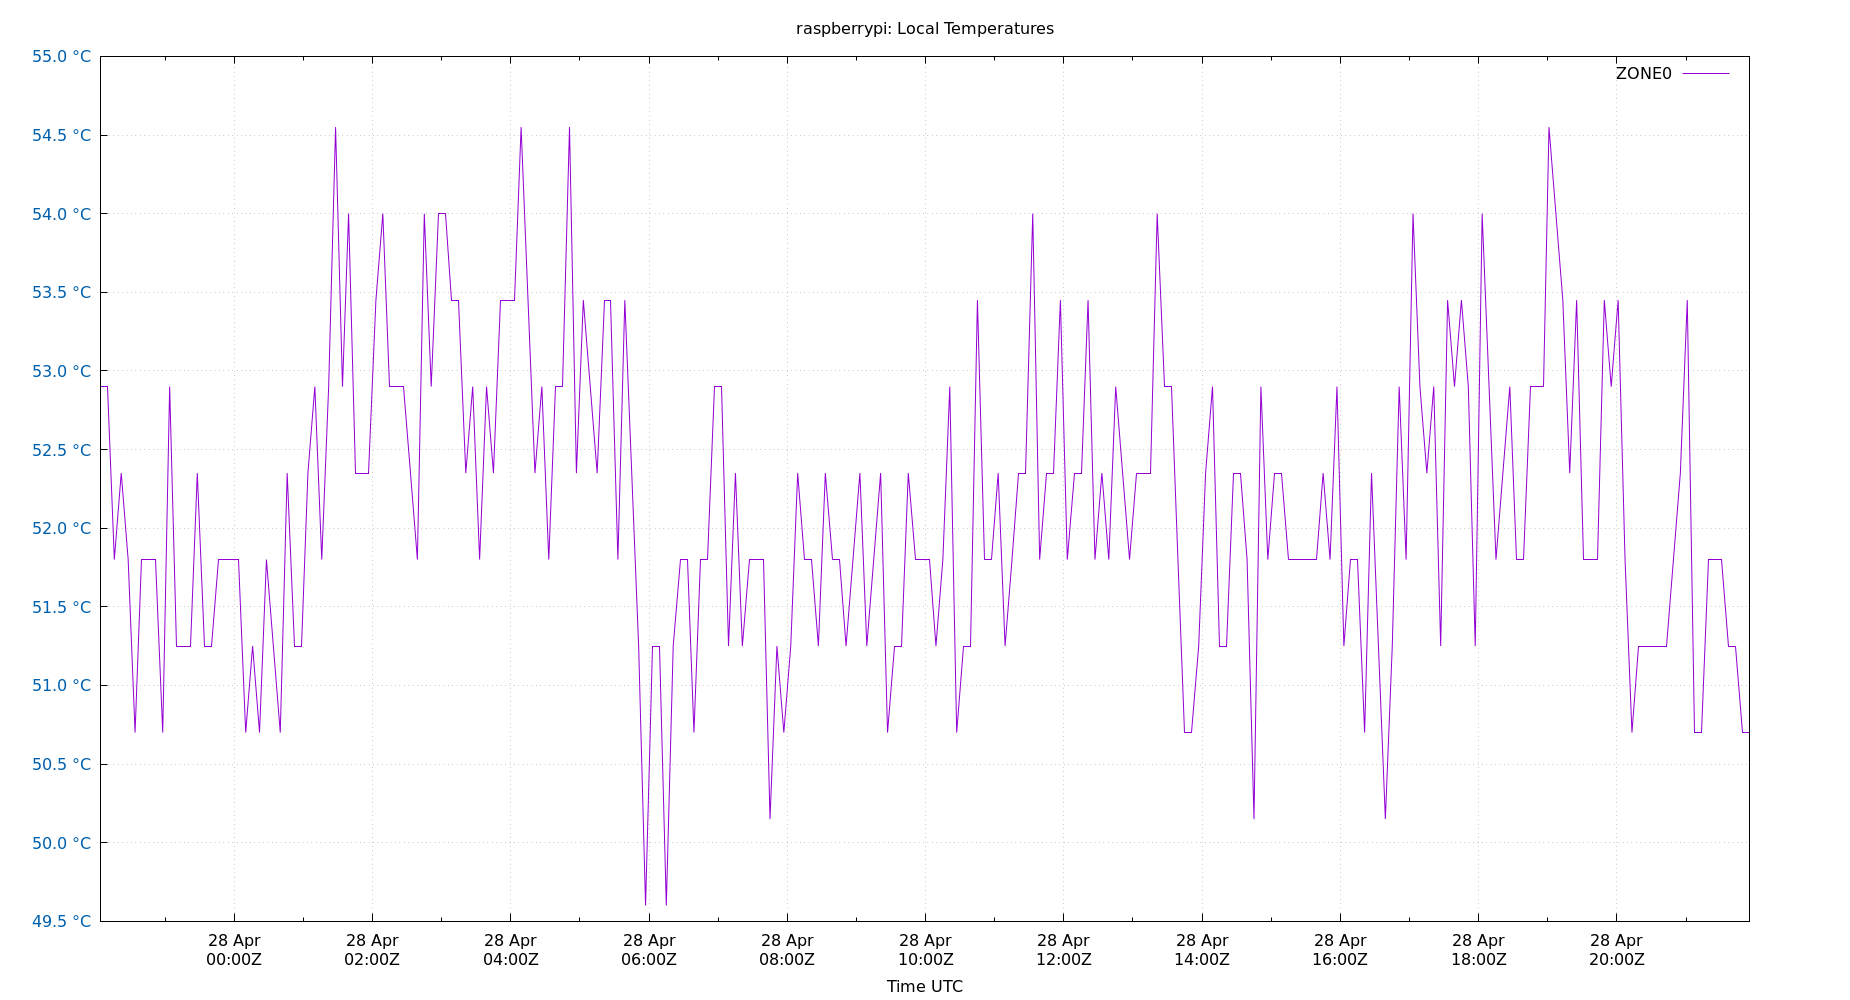 raspberrypi: Local Temperatures
55.0 °C
ZONE0
54.5 °C
54.0 °C
53.5 °C
53.0 °C
52.5 °C
52.0 °C
51.5 °C
51.0 °C
50.5 °C
50.0 °C
49.5 °C
28 Apr 28 Apr 28 Apr 28 Apr 28 Apr 28 Apr 28 Apr 28 Apr 28 Apr 28 Apr 28 Apr
00:00Z 02:00Z 04:00Z 06:00Z 08:00Z 10:00Z 12:00Z 14:00Z 16:00Z 18:00Z 20:00Z
Time UTC